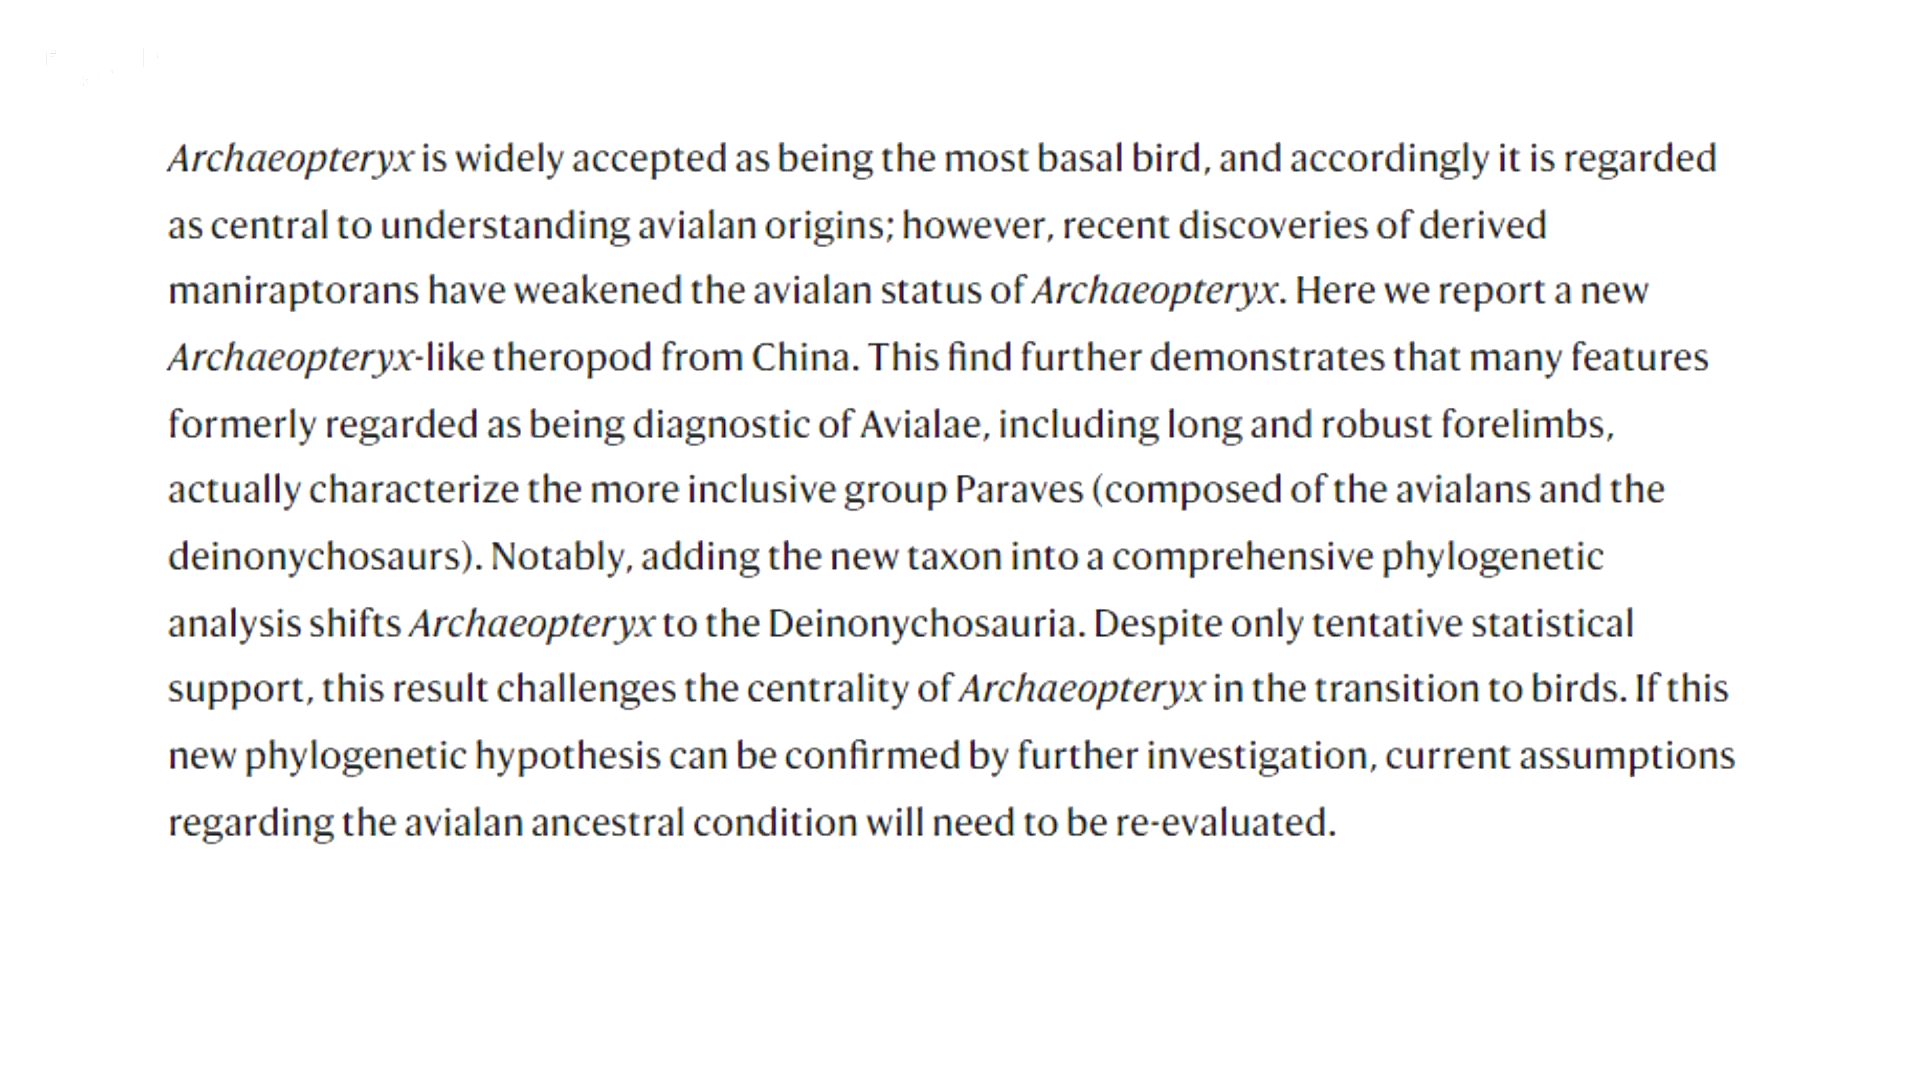 Archaeopteryx is widely accepted as being the most basal bird, and accordingly it is regarded
as central to understanding avialan origins; however, recent discoveries of derived
maniraptorans have weakened the avialan status of Archaeopteryx. Here we report a new
Archaeopteryx-like theropod from China. This find further demonstrates that many features
formerly regarded as being diagnostic of Avialae, including long and robust forelimbs,
actually characterize the more inclusive group Paraves (composed of the avialans and the
deinonychosaurs). Notably, adding the new taxon into a comprehensive phylogenetic
analysis shifts Archaeopteryx to the Deinonychosauria. Despite only tentative statistical
support, this result challenges the centrality of Archaeopteryx in the transition to birds. If this
new phylogenetic hypothesis can be confirmed by further investigation, current assumptions
regarding the avialan ancestral condition will need to be re-evaluated.